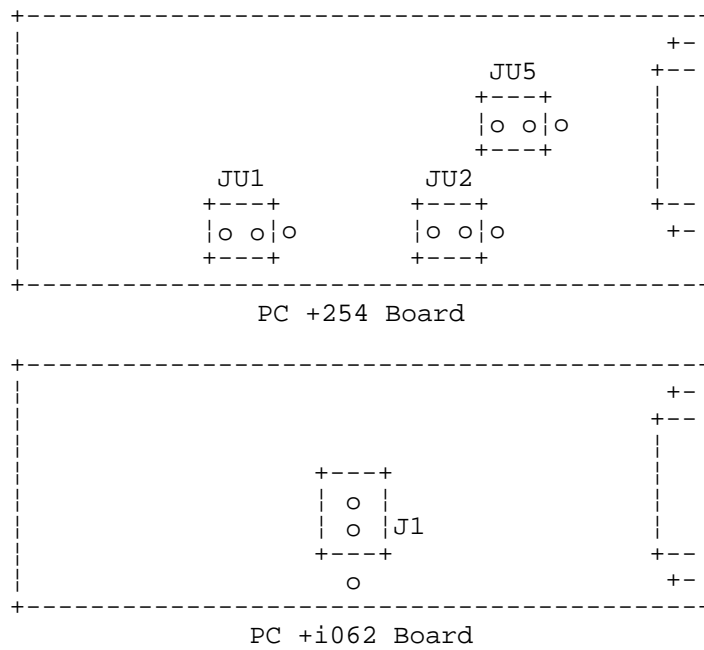 JU5
o o o
JU1 JU2
o o o o o o
PC +254 Board
o
o J1
o
PC +i062 Board